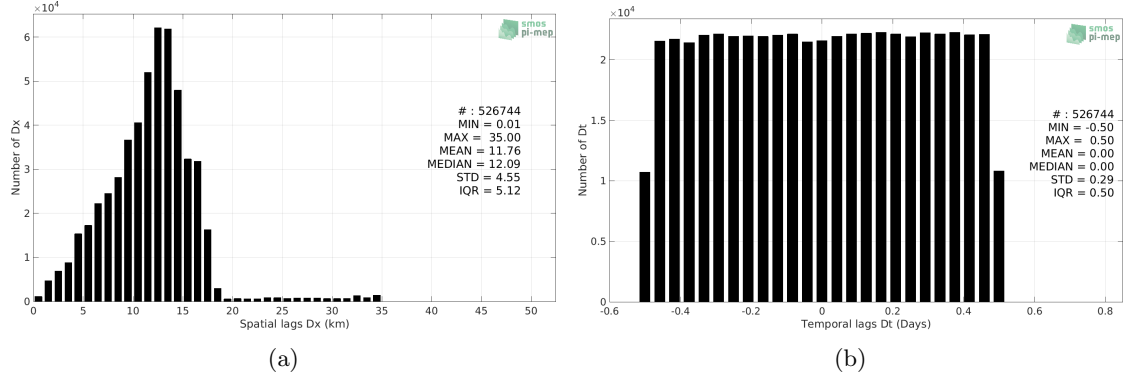 ×10⁴
6
5
4
3
2
1
0
Number of Dx
0 5 10 15 20 25 30 35 40 45 50
Spatial lags Dx (km)
smos
pi-mep
# : 526744
MIN = 0.01
MAX = 35.00
MEAN = 11.76
MEDIAN = 12.09
STD = 4.55
IQR = 5.12
(a)
×10⁴
2
1.5
1
0.5
0
Number of Dt
-0.6 -0.4 -0.2 0 0.2 0.4 0.6 0.8
Temporal lags Dt (Days)
smos
pi-mep
# : 526744
MIN = -0.50
MAX = 0.50
MEAN = 0.00
MEDIAN = 0.00
STD = 0.29
IQR = 0.50
(b)